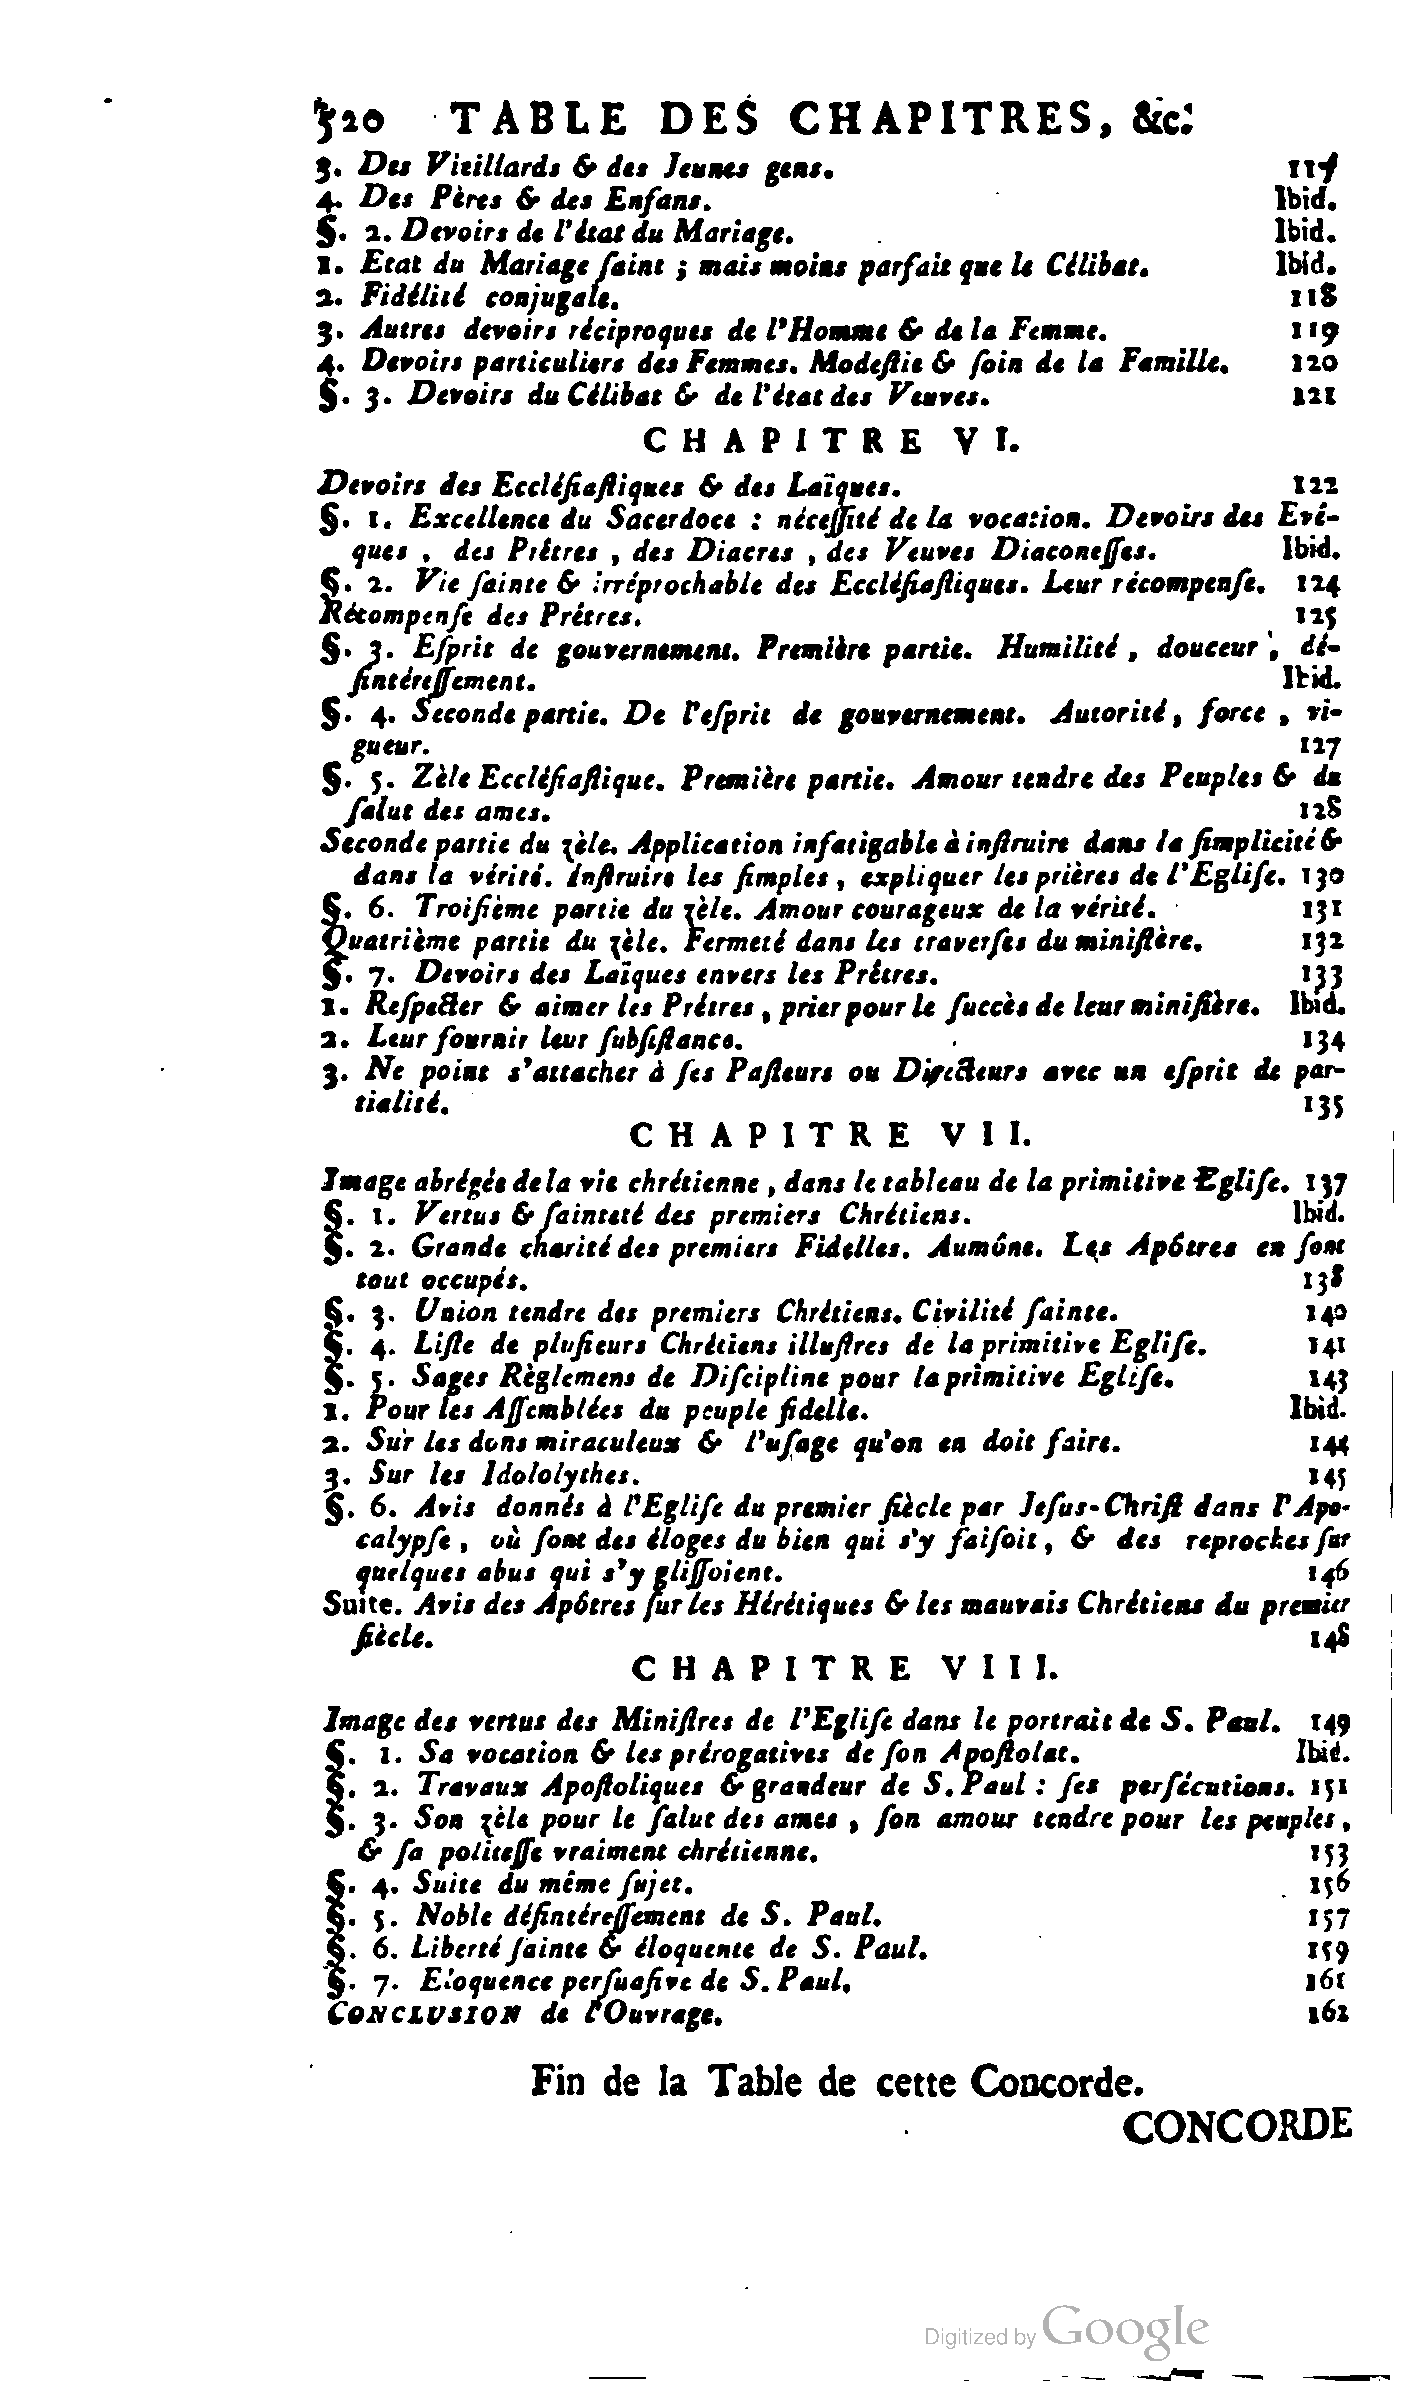 520 TABLE DES CHAPITRES, &c.
3. Des Vieillards & des Jeunes gens. 117
4. Des Pères & des Enfans. Ibid.
§. 2. Devoirs de l'état du Mariage. Ibid.
1. Etat du Mariage ſaint ; mais moins parfait que le Célibat. Ibid.
2. Fidélité conjugale. 118
3. Autres devoirs réciproques de l'Homme & de la Femme. 119
4. Devoirs particuliers des Femmes. Modeſtie & ſoin de la Famille. 120
§. 3. Devoirs du Célibat & de l'état des Veuves. 121
CHAPITRE VI.
Devoirs des Eccléſiaſtiques & des Laïques. 122
§. 1. Excellence du Sacerdoce : néceſſité de la vocation. Devoirs des Evê-
ques , des Prêtres , des Diacres , des Veuves Diaconeſſes. Ibid.
§. 2. Vie ſainte & irréprochable des Eccléſiaſtiques. Leur récompenſe. 124
Récompenſe des Prêtres. 125
§. 3. Eſprit de gouvernement. Première partie. Humilité , douceur , dé-
ſintéreſſement. Ibid.
§. 4. Seconde partie. De l'eſprit de gouvernement. Autorité, force , vi-
gueur. 127
§. 5. Zèle Eccléſiaſtique. Première partie. Amour tendre des Peuples & du
ſalut des ames. 128
Seconde partie du zèle. Application infatigable à inſtruire dans la ſimplicité &
dans la vérité. Inſtruire les ſimples , expliquer les prières de l'Egliſe. 130
§. 6. Troiſième partie du zèle. Amour courageux de la vérité. 131
Quatrième partie du zèle. Fermeté dans les traverſes du miniſtère. 132
§. 7. Devoirs des Laïques envers les Prêtres. 133
1. Reſpecter & aimer les Prêtres , prier pour le ſuccès de leur miniſtère. Ibid.
2. Leur fournir leur ſubſiſtance. 134
3. Ne point s'attacher à ſes Paſteurs ou Directeurs avec un eſprit de par-
tialité. 135
CHAPITRE VII.
Image abrégée de la vie chrétienne , dans le tableau de la primitive Egliſe. 137
§. 1. Vertus & ſainteté des premiers Chrétiens. Ibid.
§. 2. Grande charité des premiers Fidelles. Aumône. Les Apôtres en ſont
tout occupés. 138
§. 3. Union tendre des premiers Chrétiens. Civilité ſainte. 140
§. 4. Liſte de pluſieurs Chrétiens illuſtres de la primitive Egliſe. 141
§. 5. Sages Règlemens de Diſcipline pour la primitive Egliſe. 143
1. Pour les Aſſemblées du peuple fidelle. Ibid.
2. Sur les dons miraculeux & l'uſage qu'on en doit faire. 144
3. Sur les Idololythes. 145
§. 6. Avis donnés à l'Egliſe du premier ſiècle par Jeſus-Chriſt dans l'Apo-
calypſe , où ſont des éloges du bien qui s'y faiſoit , & des reproches ſur
quelques abus qui s'y gliſſoient. 146
Suite. Avis des Apôtres ſur les Hérétiques & les mauvais Chrétiens du premier
ſiècle. 148
CHAPITRE VIII.
Image des vertus des Miniſtres de l'Egliſe dans le portrait de S. Paul. 149
§. 1. Sa vocation & les prérogatives de ſon Apoſtolat. Ibid.
§. 2. Travaux Apoſtoliques & grandeur de S. Paul : ſes perſécutions. 151
§. 3. Son zèle pour le ſalut des ames , ſon amour tendre pour les peuples ,
& ſa politeſſe vraiment chrétienne. 153
§. 4. Suite du même ſujet. 156
§. 5. Noble déſintéreſſement de S. Paul. 157
§. 6. Liberté ſainte & éloquente de S. Paul. 159
§. 7. Eloquence perſuaſive de S. Paul. 161
CONCLUSION de l'Ouvrage. 162
Fin de la Table de cette Concorde.
CONCORDE
Digitized by Google